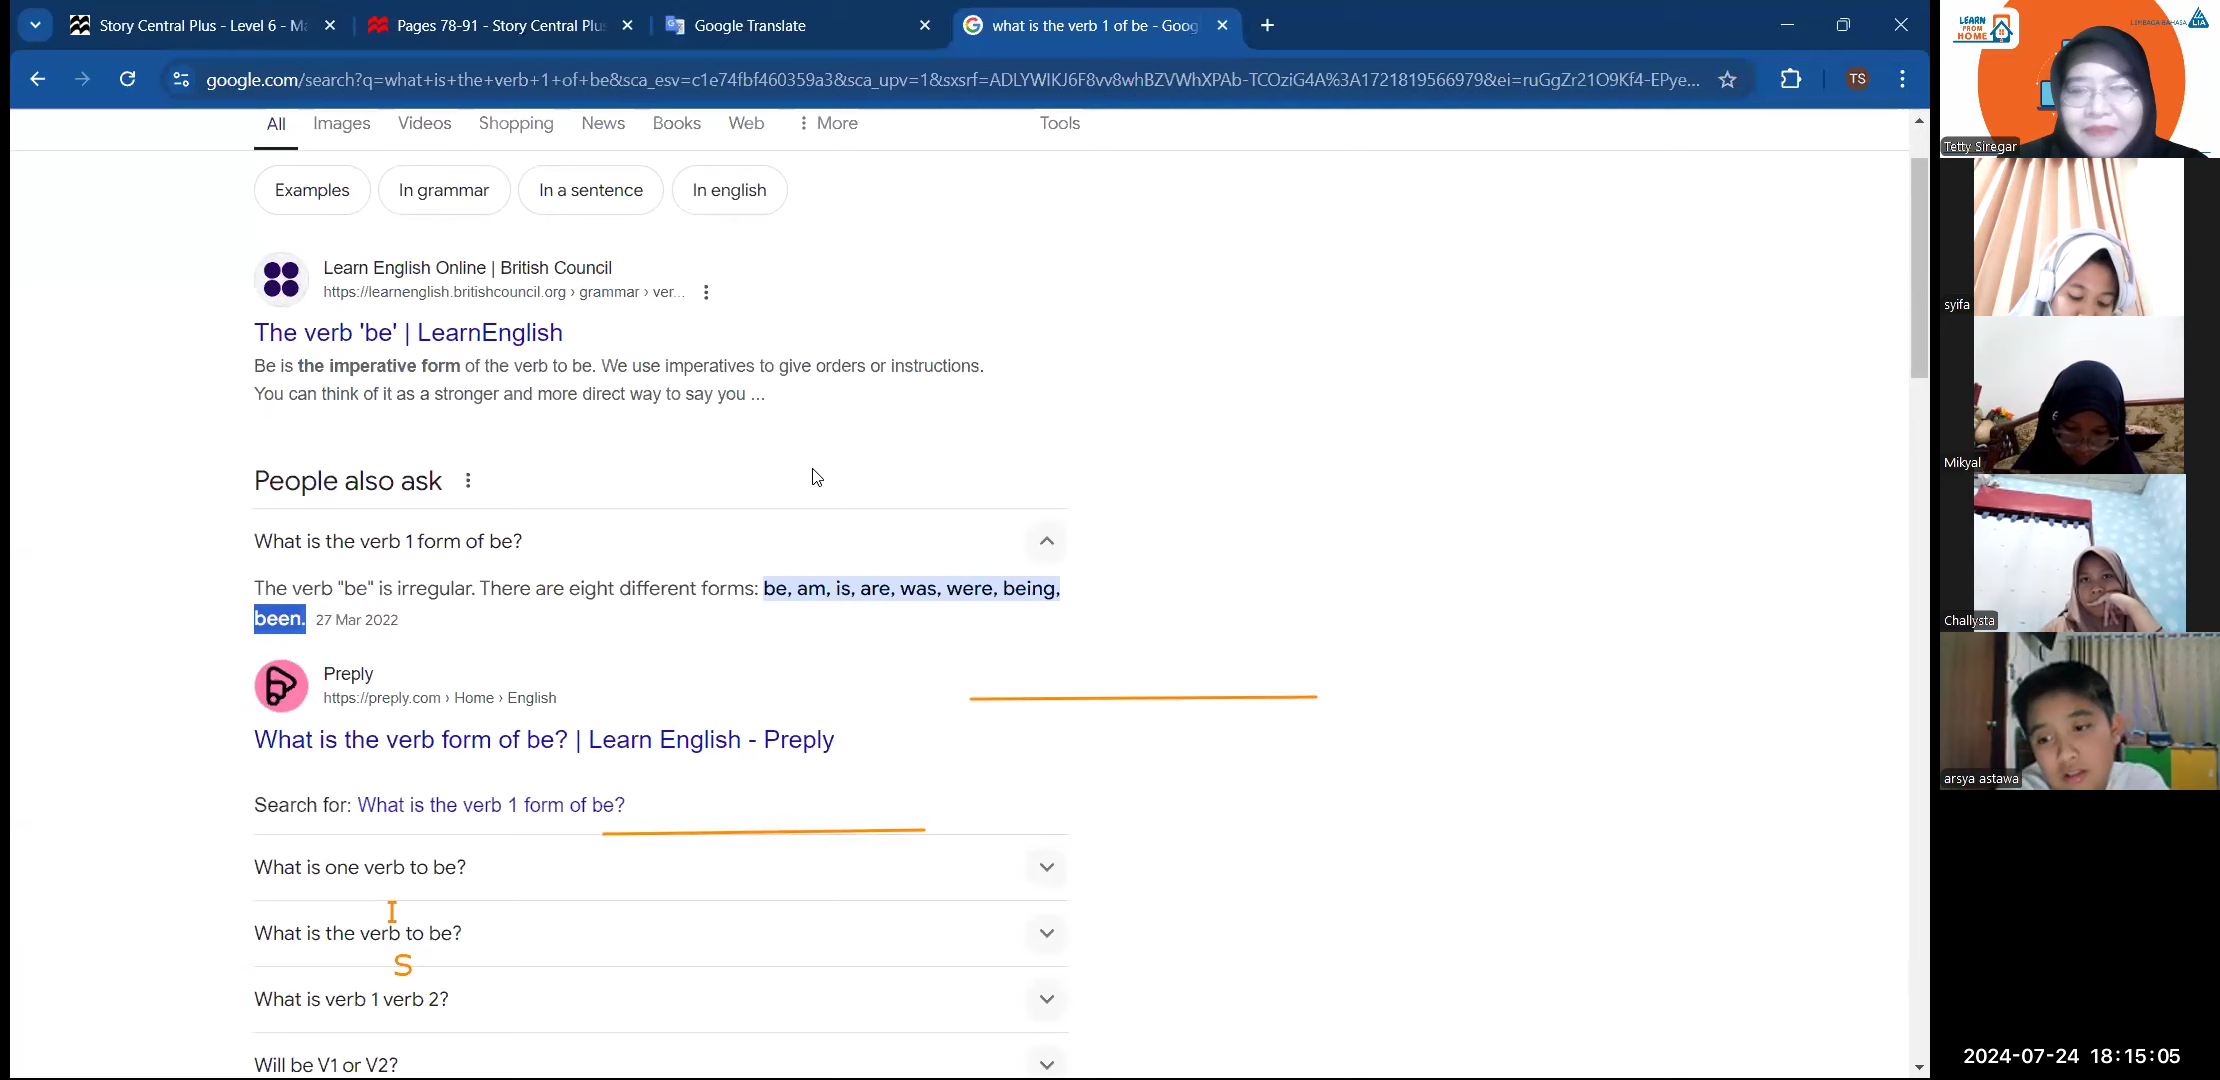 Story Central Plus - Level 6 - Ma
Pages 78-91 - Story Central Plu
Google Translate
what is the verb 1 of be - Goog
google.com/search?q=what+is+the+verb+1+of+be&sca_esv=c1e74fbf460359a3&sca_upv=1&sxsrf=ADLYWIKJ6F8vv8whBZVWhXPAb-TCOziG4A%3A1721819566979&ei=ruGgZr21O9Kf4-EPye...
TS
All
Images
Videos
Shopping
News
Books
Web
More
Tools
Examples
In grammar
In a sentence
In english
Learn English Online | British Council
https://learnenglish.britishcouncil.org › grammar › ver...
The verb 'be' | LearnEnglish
Be is the imperative form of the verb to be. We use imperatives to give orders or instructions.
You can think of it as a stronger and more direct way to say you ...
People also ask
What is the verb 1 form of be?
The verb "be" is irregular. There are eight different forms: be, am, is, are, was, were, being,
been. 27 Mar 2022
Preply
https://preply.com › Home › English
What is the verb form of be? | Learn English - Preply
Search for: What is the verb 1 form of be?
What is one verb to be?
I
What is the verb to be?
S
What is verb 1 verb 2?
Will be V1 or V2?
LEARN
FROM
HOME
LEMBAGA BAHASA LIA
Tetty Siregar
syifa
Mikyal
Challysta
arsya astawa
2024-07-24 18:15:05